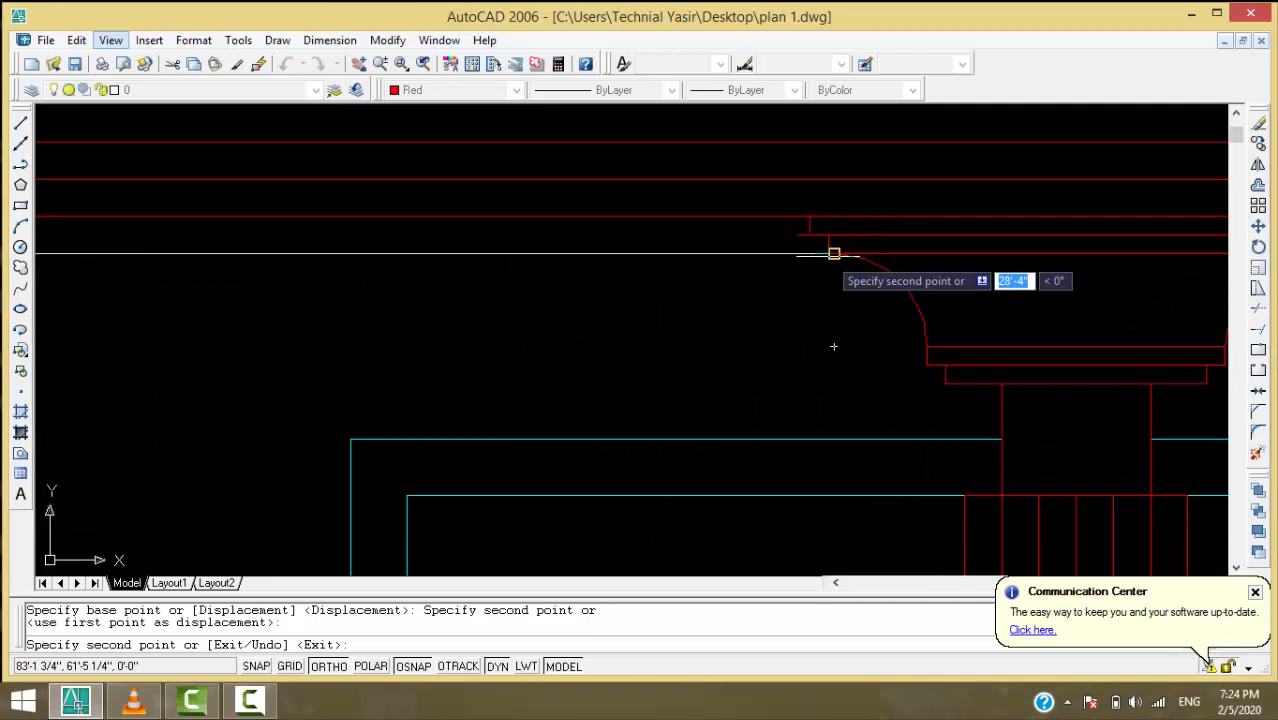 AutoCAD 2006 - [C:\Users\Technial Yasir\Desktop\plan 1.dwg]
File Edit View Insert Format Tools Draw Dimension Modify Window Help
0 Red ByLayer ByLayer ByColor
Specify second point or 28'-4" < 0°
Y
X
A
Model Layout1 Layout2
Communication Center
The easy way to keep you and your software up-to-date.
Click here.
Specify base point or [Displacement] <Displacement>: Specify second point or
<use first point as displacement>:
Specify second point or [Exit/Undo] <Exit>:
83'-1 3/4", 61'-5 1/4", 0'-0" SNAP GRID ORTHO POLAR OSNAP OTRACK DYN LWT MODEL
ENG
7:24 PM
2/5/2020